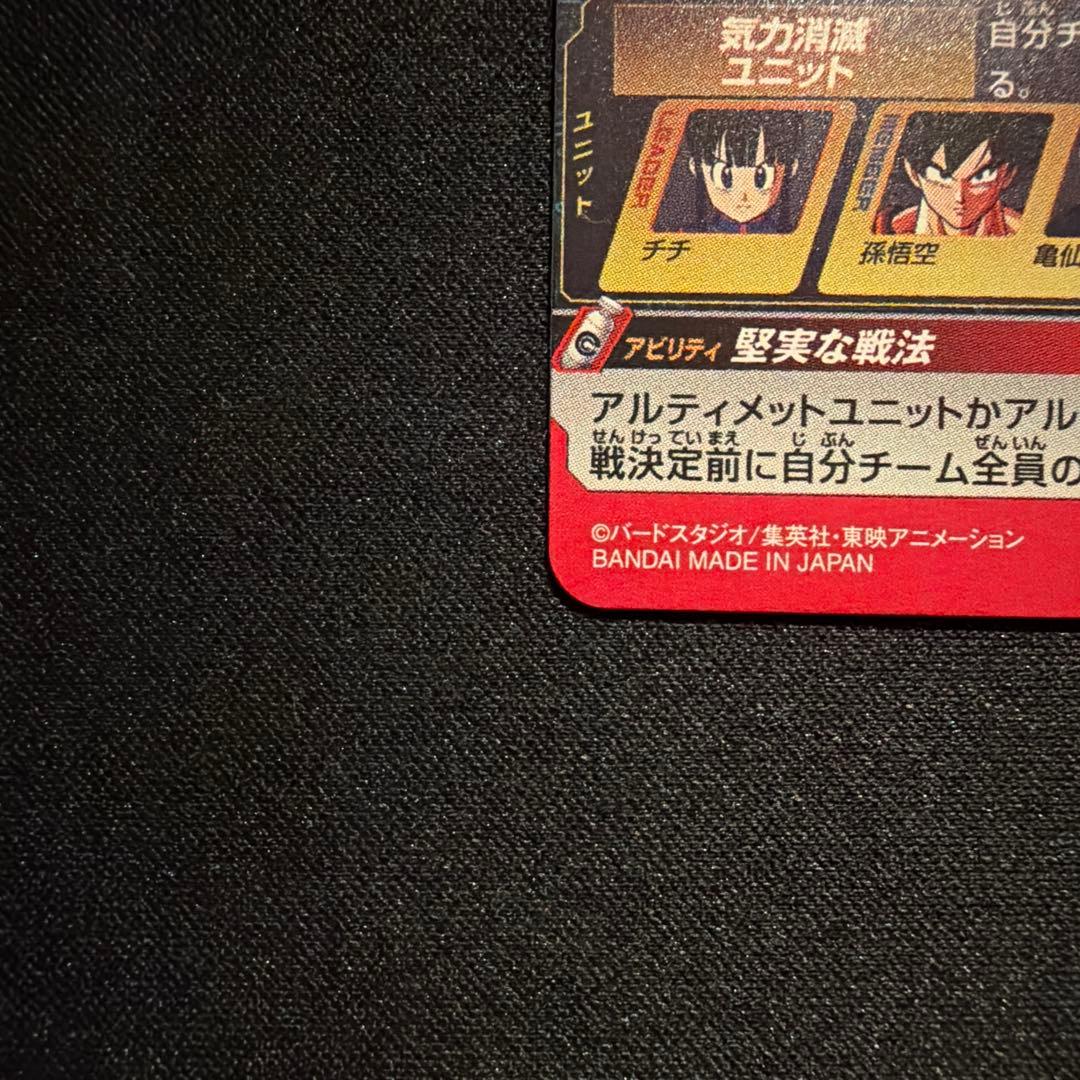 じぶん
気力消滅 自分チ
ユニット る。
ユニット
LEADER
MEMBER
チチ
孫悟空
亀仙
アビリティ 堅実な戦法
アルティメットユニットかアル
せんけっていまえ じぶん ぜんいん
戦決定前に自分チーム全員の
©バードスタジオ/集英社・東映アニメーション
BANDAI MADE IN JAPAN